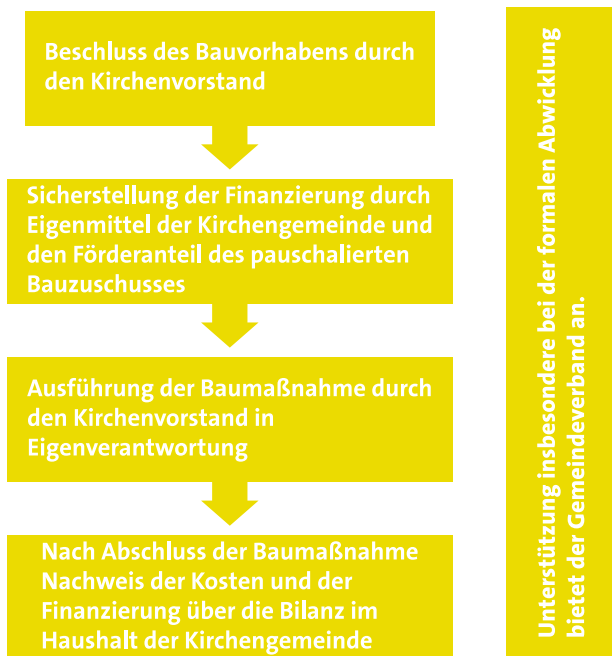 Beschluss des Bauvorhabens durch
den Kirchenvorstand
Sicherstellung der Finanzierung durch
Eigenmittel der Kirchengemeinde und
den Förderanteil des pauschalierten
Bauzuschusses
Ausführung der Baumaßnahme durch
den Kirchenvorstand in
Eigenverantwortung
Nach Abschluss der Baumaßnahme
Nachweis der Kosten und der
Finanzierung über die Bilanz im
Haushalt der Kirchengemeinde
Unterstützung insbesondere bei der formalen Abwicklung
bietet der Gemeindeverband an.